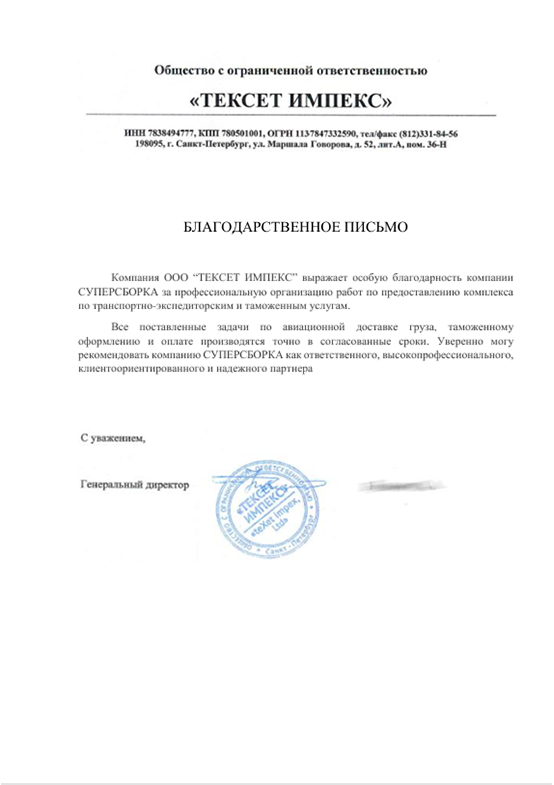 Общество с ограниченной ответственностью
«ТЕКСЕТ ИМПЕКС»
ИНН 7838494777, КПП 780501001, ОГРН 1137847332590, тел/факс (812)331-84-56
198095, г. Санкт-Петербург, ул. Маршала Говорова, д. 52, лит.А, пом. 36-Н
БЛАГОДАРСТВЕННОЕ ПИСЬМО
Компания ООО “ТЕКСЕТ ИМПЕКС” выражает особую благодарность компании
СУПЕРСБОРКА за профессиональную организацию работ по предоставлению комплекса
по транспортно-экспедиторским и таможенным услугам.
Все поставленные задачи по авиационной доставке груза, таможенному
оформлению и оплате производятся точно в согласованные сроки. Уверенно могу
рекомендовать компанию СУПЕРСБОРКА как ответственного, высокопрофессионального,
клиентоориентированного и надежного партнера
С уважением,
Генеральный директор
ОБЩЕСТВО С ОГРАНИЧЕННОЙ ОТВЕТСТВЕННОСТЬЮ
«ТЕКСЕТ
ИМПЕКС»
«teXet impex,
Ltd»
Санкт-Петербург